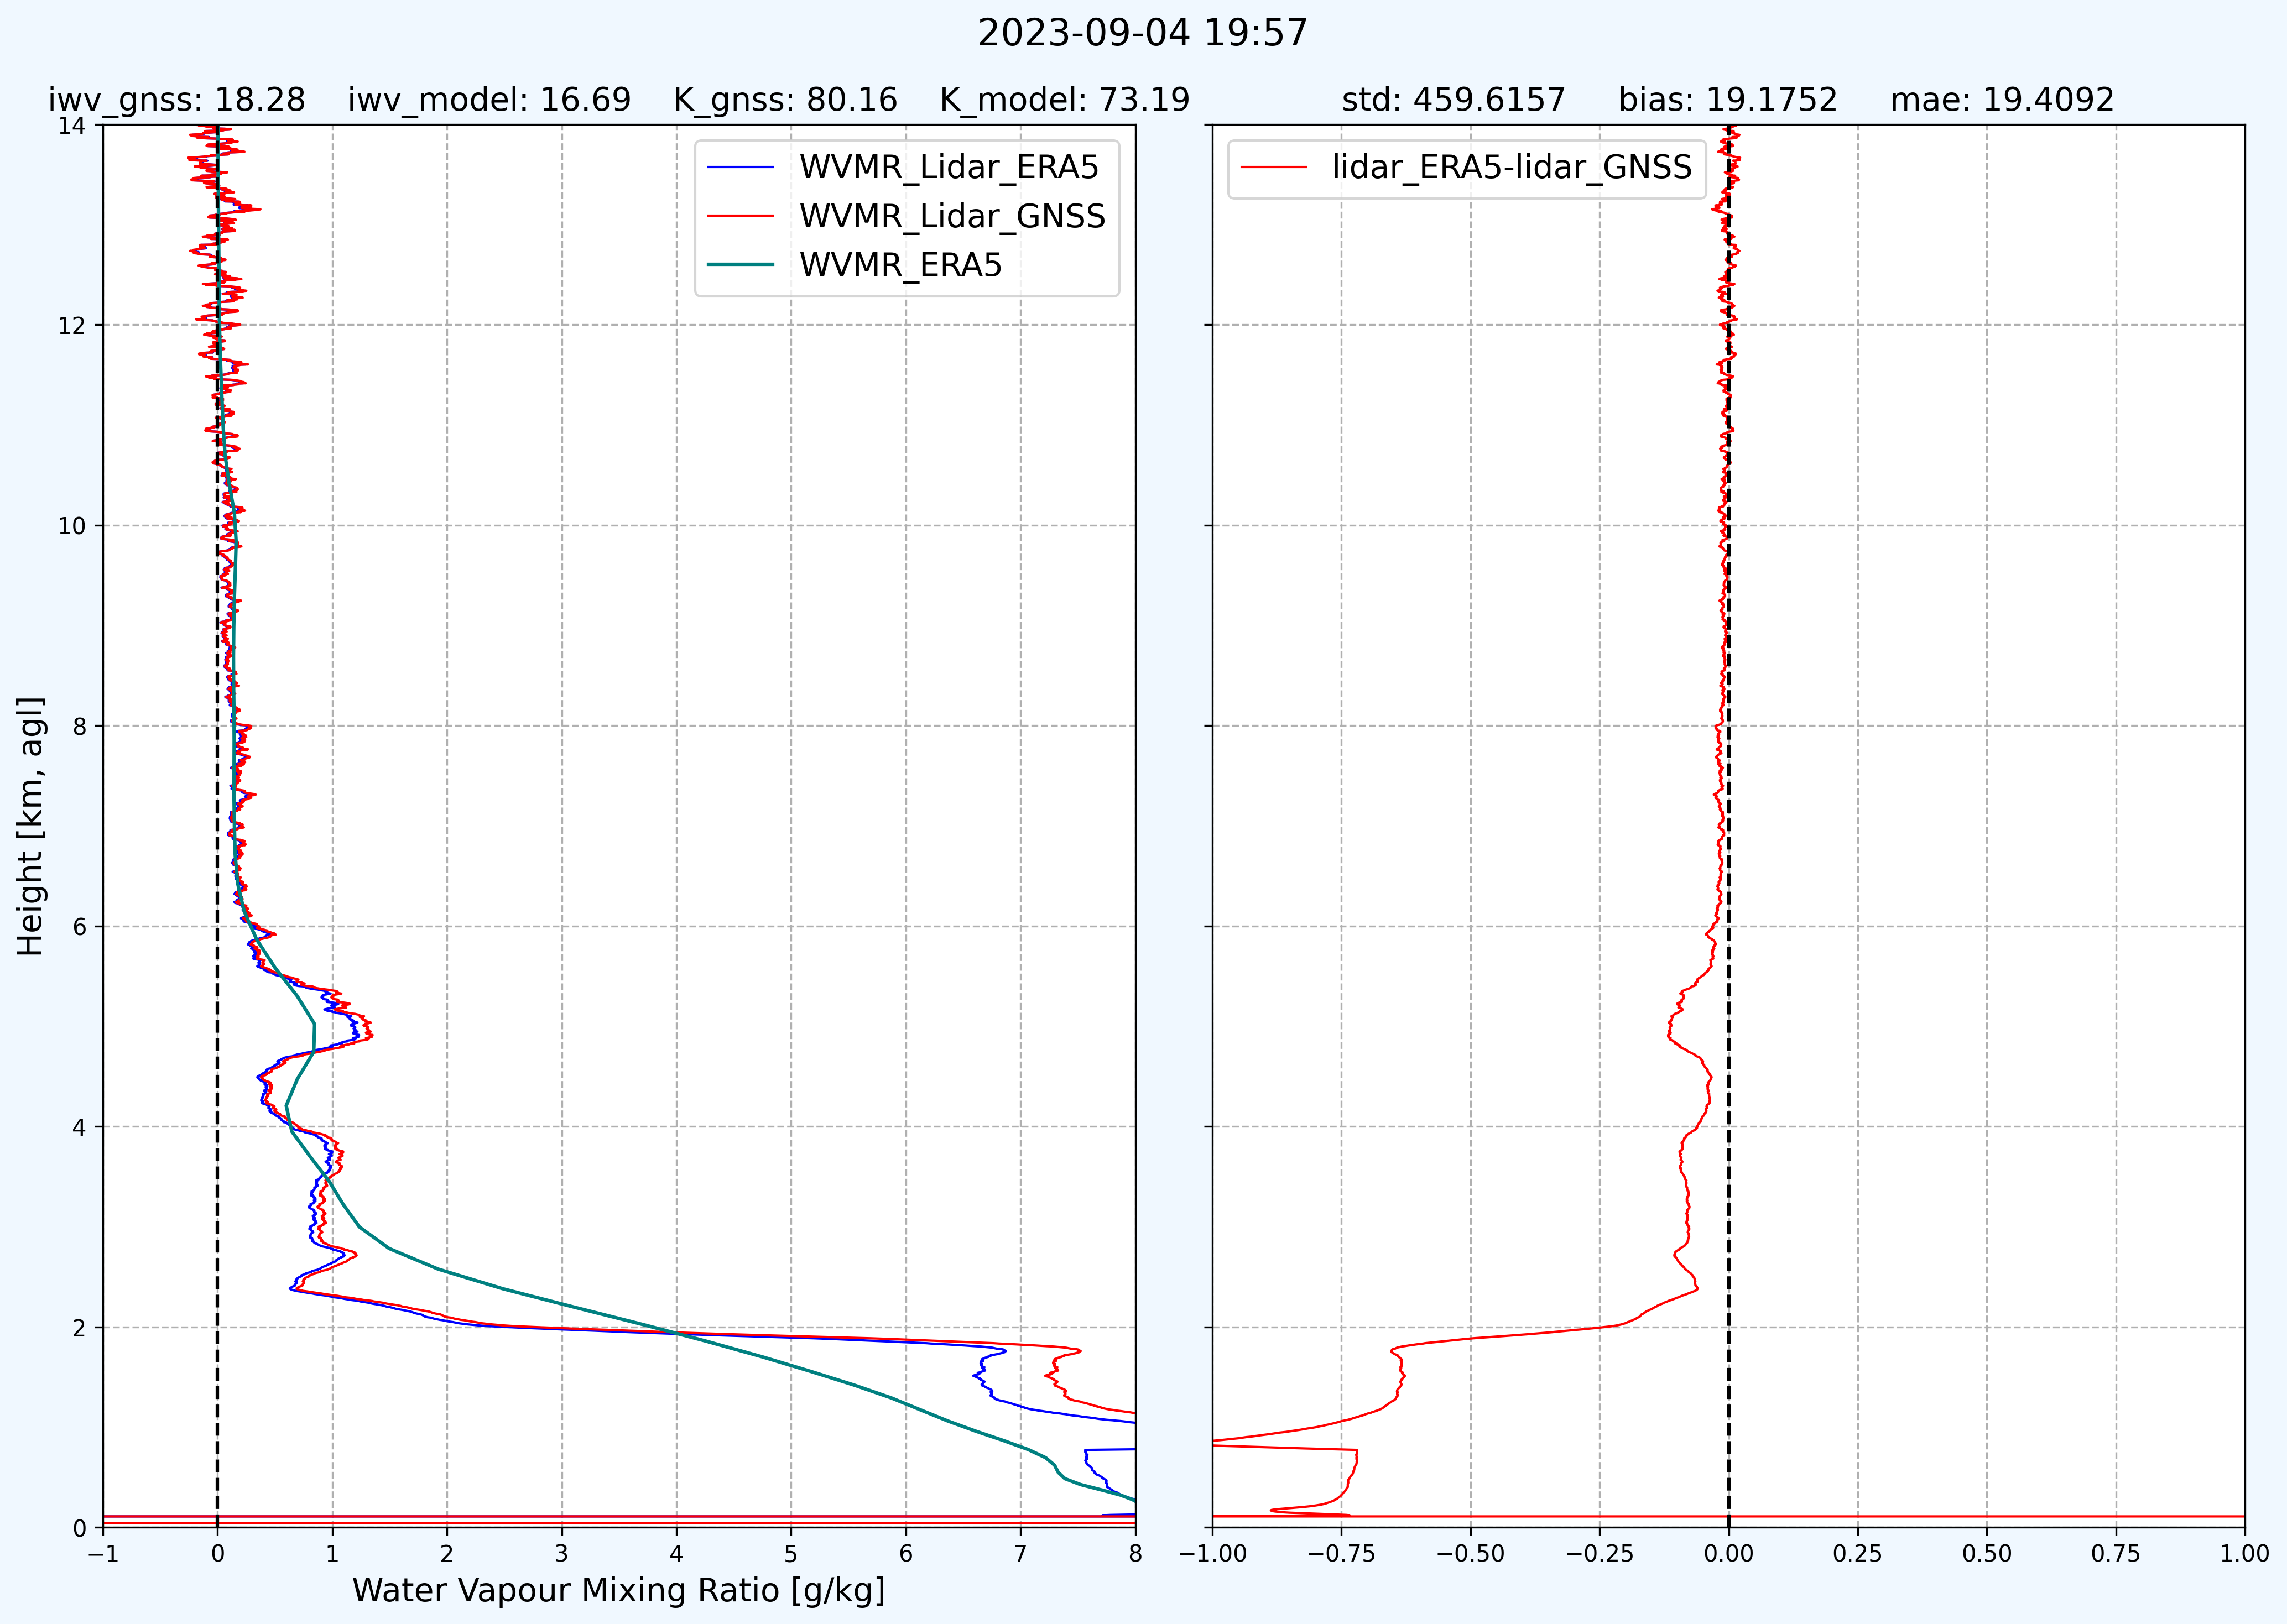 2023-09-04 19:57
iwv_gnss: 18.28 iwv_model: 16.69 K_gnss: 80.16 K_model: 73.19
std: 459.6157 bias: 19.1752 mae: 19.4092
WVMR_Lidar_ERA5
WVMR_Lidar_GNSS
WVMR_ERA5
lidar_ERA5-lidar_GNSS
Height [km, agl]
14
12
10
8
6
4
2
0
−1 0 1 2 3 4 5 6 7 8
−1.00 −0.75 −0.50 −0.25 0.00 0.25 0.50 0.75 1.00
Water Vapour Mixing Ratio [g/kg]